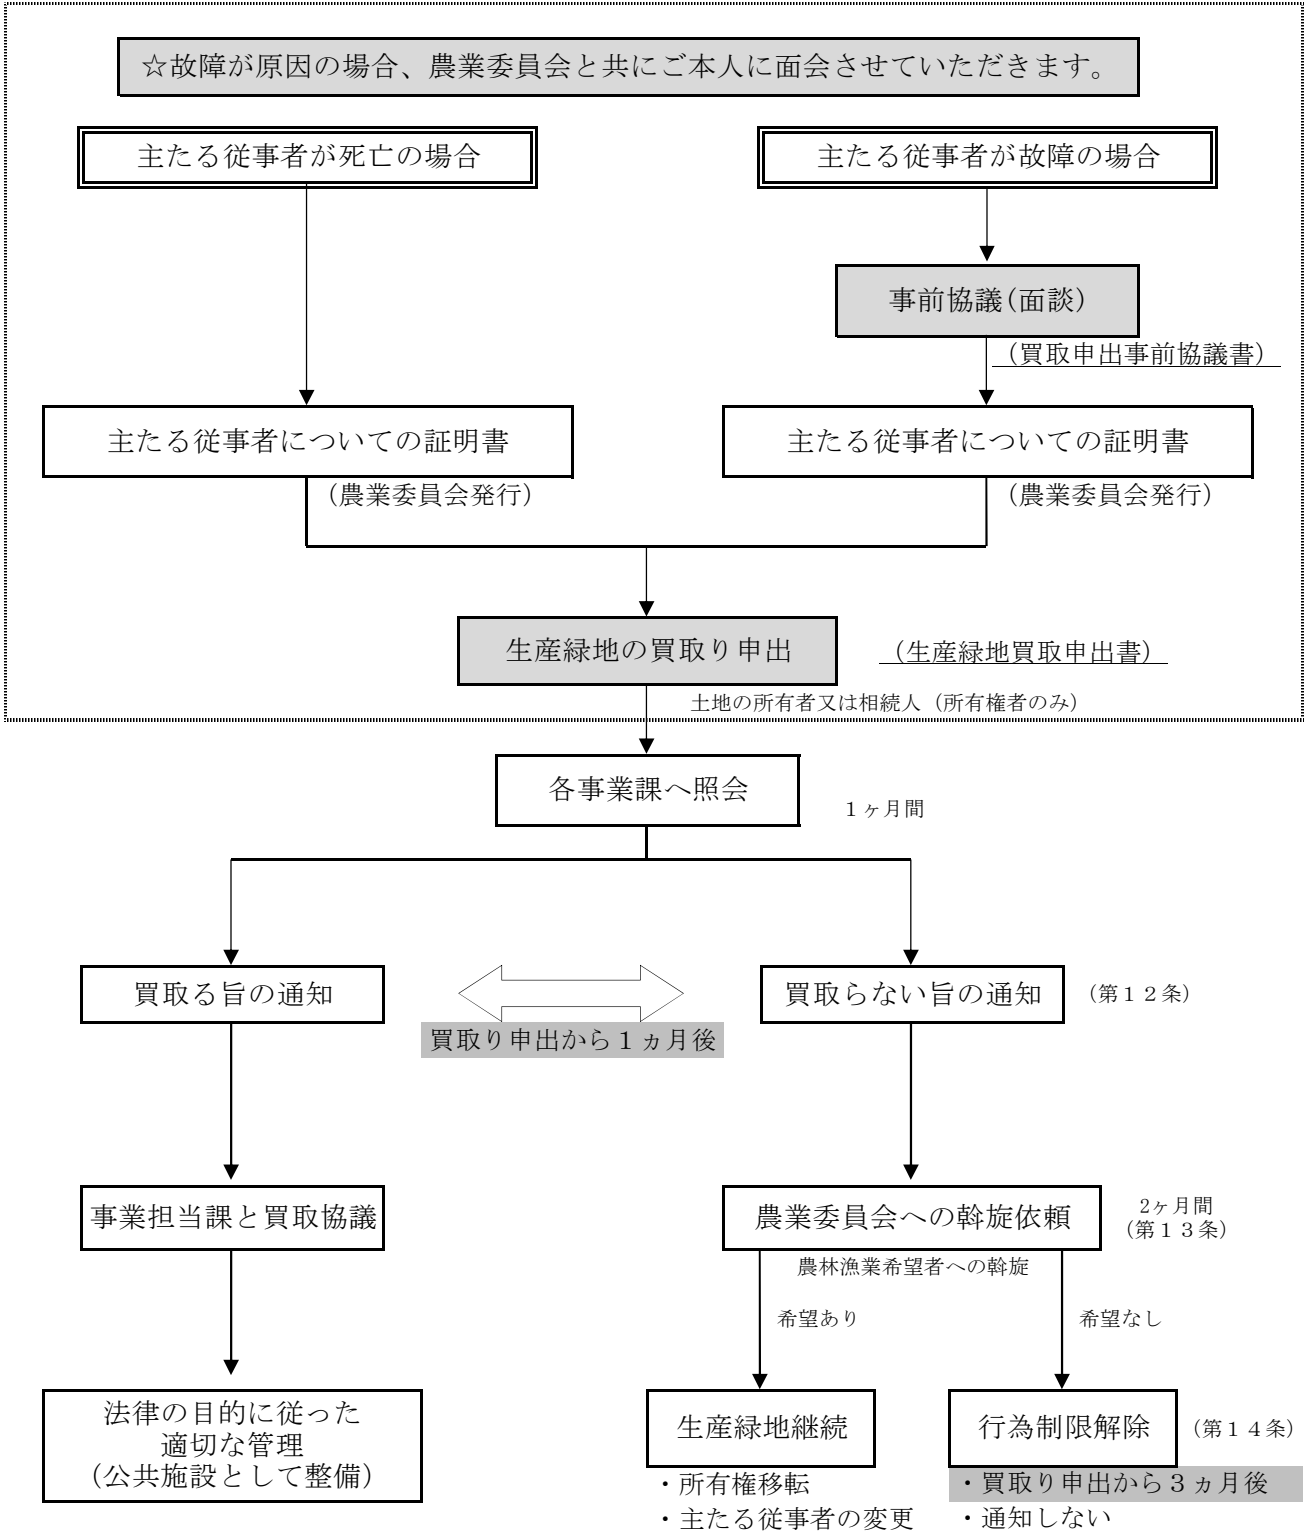 ☆故障が原因の場合、農業委員会と共にご本人に面会させていただきます。
主たる従事者が死亡の場合
主たる従事者が故障の場合
事前協議(面談)
（買取申出事前協議書）
主たる従事者についての証明書
主たる従事者についての証明書
（農業委員会発行）
（農業委員会発行）
生産緑地の買取り申出
（生産緑地買取申出書）
土地の所有者又は相続人（所有権者のみ）
各事業課へ照会
１ヶ月間
買取る旨の通知
買取らない旨の通知
（第１２条）
買取り申出から１ヵ月後
事業担当課と買取協議
農業委員会への斡旋依頼
2ヶ月間
（第１３条）
農林漁業希望者への斡旋
希望あり
希望なし
法律の目的に従った
適切な管理
（公共施設として整備）
生産緑地継続
行為制限解除
（第１４条）
・所有権移転
・買取り申出から３ヵ月後
・主たる従事者の変更
・通知しない